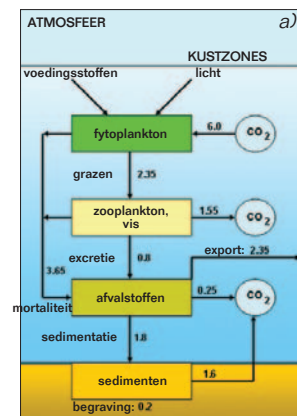 ATMOSFEER a)
KUSTZONES
voedingsstoffen licht
fytoplankton 6.0 CO2
grazen 2.35
zooplankton, vis 1.55 CO2
excretie 0.8 export: 2.35
3.65 0.25
mortaliteit afvalstoffen CO2
sedimentatie 1.8
sedimenten 1.6
begraving: 0.2